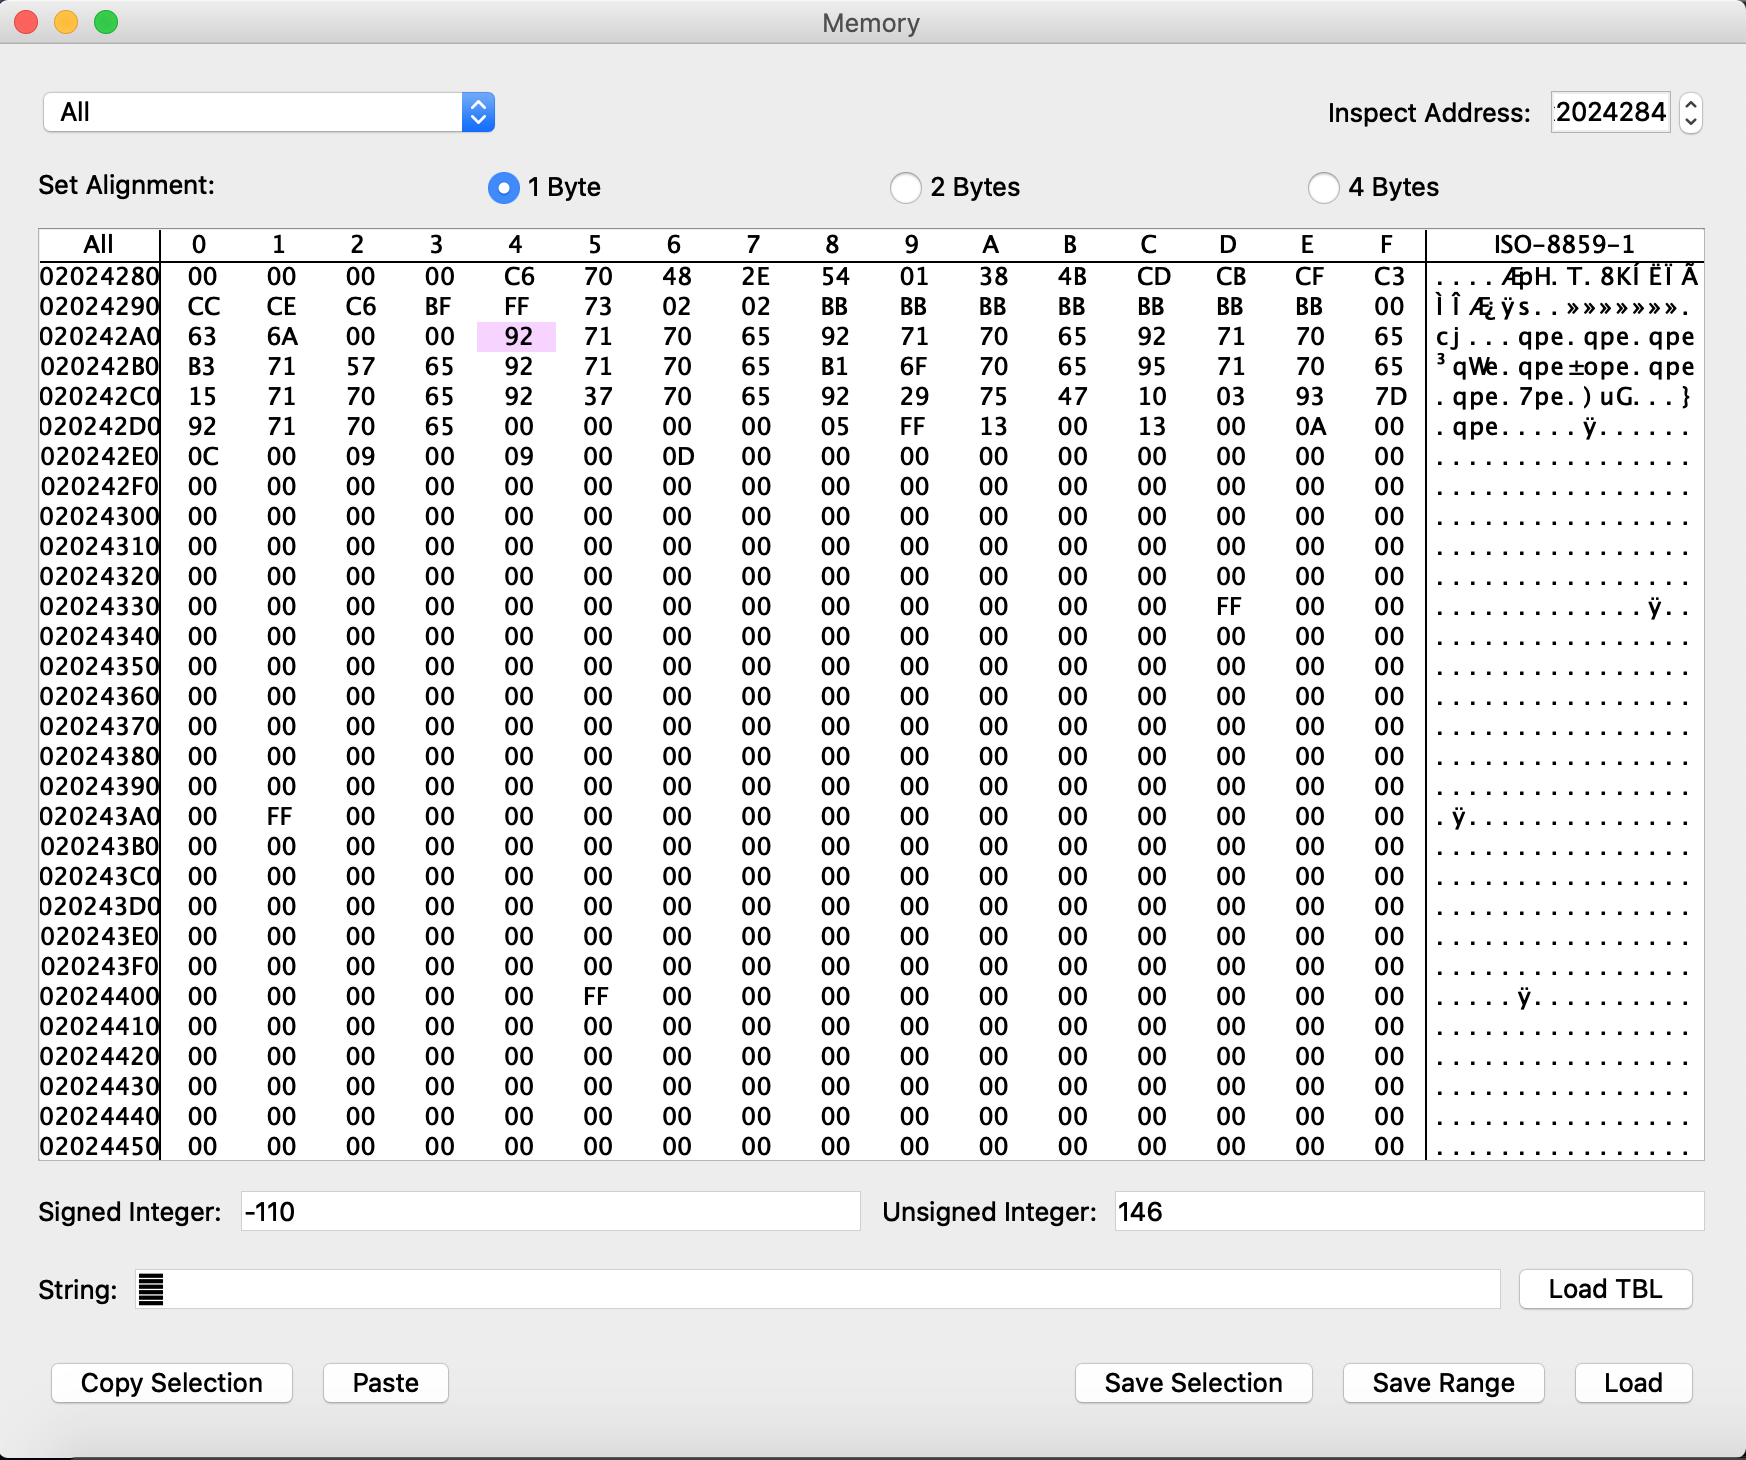 Memory
All
Inspect Address: 2024284
Set Alignment: 1 Byte 2 Bytes 4 Bytes
All 0 1 2 3 4 5 6 7 8 9 A B C D E F ISO-8859-1
02024280 00 00 00 00 C6 70 48 2E 54 01 38 4B CD CB CF C3 ....ÆpH.T.8KÍËÏÃ
02024290 CC CE C6 BF FF 73 02 02 BB BB BB BB BB BB BB 00 ÌÎÆ¿ÿs..»»»»»»».
020242A0 63 6A 00 00 92 71 70 65 92 71 70 65 92 71 70 65 cj...qpe.qpe.qpe
020242B0 B3 71 57 65 92 71 70 65 B1 6F 70 65 95 71 70 65 ³qWe.qpe±ope.qpe
020242C0 15 71 70 65 92 37 70 65 92 29 75 47 10 03 93 7D .qpe.7pe.)uG...}
020242D0 92 71 70 65 00 00 00 00 05 FF 13 00 13 00 0A 00 .qpe.....ÿ......
020242E0 0C 00 09 00 09 00 0D 00 00 00 00 00 00 00 00 00 ................
020242F0 00 00 00 00 00 00 00 00 00 00 00 00 00 00 00 00 ................
02024300 00 00 00 00 00 00 00 00 00 00 00 00 00 00 00 00 ................
02024310 00 00 00 00 00 00 00 00 00 00 00 00 00 00 00 00 ................
02024320 00 00 00 00 00 00 00 00 00 00 00 00 00 00 00 00 ................
02024330 00 00 00 00 00 00 00 00 00 00 00 00 00 FF 00 00 .............ÿ..
02024340 00 00 00 00 00 00 00 00 00 00 00 00 00 00 00 00 ................
02024350 00 00 00 00 00 00 00 00 00 00 00 00 00 00 00 00 ................
02024360 00 00 00 00 00 00 00 00 00 00 00 00 00 00 00 00 ................
02024370 00 00 00 00 00 00 00 00 00 00 00 00 00 00 00 00 ................
02024380 00 00 00 00 00 00 00 00 00 00 00 00 00 00 00 00 ................
02024390 00 00 00 00 00 00 00 00 00 00 00 00 00 00 00 00 ................
020243A0 00 FF 00 00 00 00 00 00 00 00 00 00 00 00 00 00 .ÿ..............
020243B0 00 00 00 00 00 00 00 00 00 00 00 00 00 00 00 00 ................
020243C0 00 00 00 00 00 00 00 00 00 00 00 00 00 00 00 00 ................
020243D0 00 00 00 00 00 00 00 00 00 00 00 00 00 00 00 00 ................
020243E0 00 00 00 00 00 00 00 00 00 00 00 00 00 00 00 00 ................
020243F0 00 00 00 00 00 00 00 00 00 00 00 00 00 00 00 00 ................
02024400 00 00 00 00 00 FF 00 00 00 00 00 00 00 00 00 00 .....ÿ..........
02024410 00 00 00 00 00 00 00 00 00 00 00 00 00 00 00 00 ................
02024420 00 00 00 00 00 00 00 00 00 00 00 00 00 00 00 00 ................
02024430 00 00 00 00 00 00 00 00 00 00 00 00 00 00 00 00 ................
02024440 00 00 00 00 00 00 00 00 00 00 00 00 00 00 00 00 ................
02024450 00 00 00 00 00 00 00 00 00 00 00 00 00 00 00 00 ................
Signed Integer: -110 Unsigned Integer: 146
String: Load TBL
Copy Selection Paste Save Selection Save Range Load